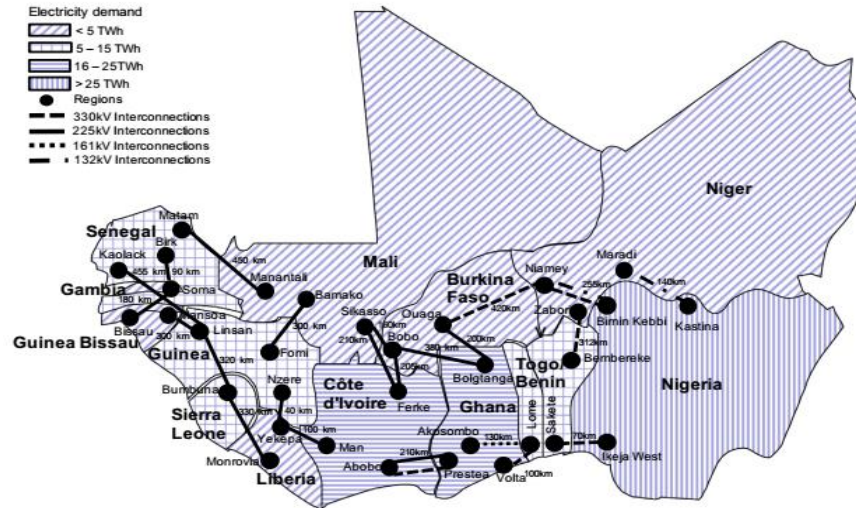 Electricity demand
< 5 TWh
5 – 15 TWh
16 – 25TWh
> 25 TWh
Regions
330kV Interconnections
225kV Interconnections
161kV Interconnections
132kV Interconnections
Niger
Matam
Senegal
Birk
Kaolack
455 km
90 km
450 km
Mali
Maradi
Niamey
255km
140km
Gambia
Soma
Manantali
Bamako
Burkina
Faso
180 km
Sikasso
Ouaga
420km
Zabori
Birnin Kebbi
Kastina
Bissau
Mansoa
Linsan
300 km
160km
312km
Guinea Bissau
300 km
Guinea
210km
Bobo
380 km
200km
Fomi
205km
Bolgtanga
Togo/
Benin
Bembereke
Nigeria
320 km
Nzere
Bumbuna
Côte
d'Ivoire
Ferke
Ghana
Sierra
Leone
330km
40 km
Yekepa
100 km
Man
Akosombo
130km
Lome
Sakete
70km
Ikeja West
Monrovia
Liberia
Abobo
210km
Prestea
Volta
100km